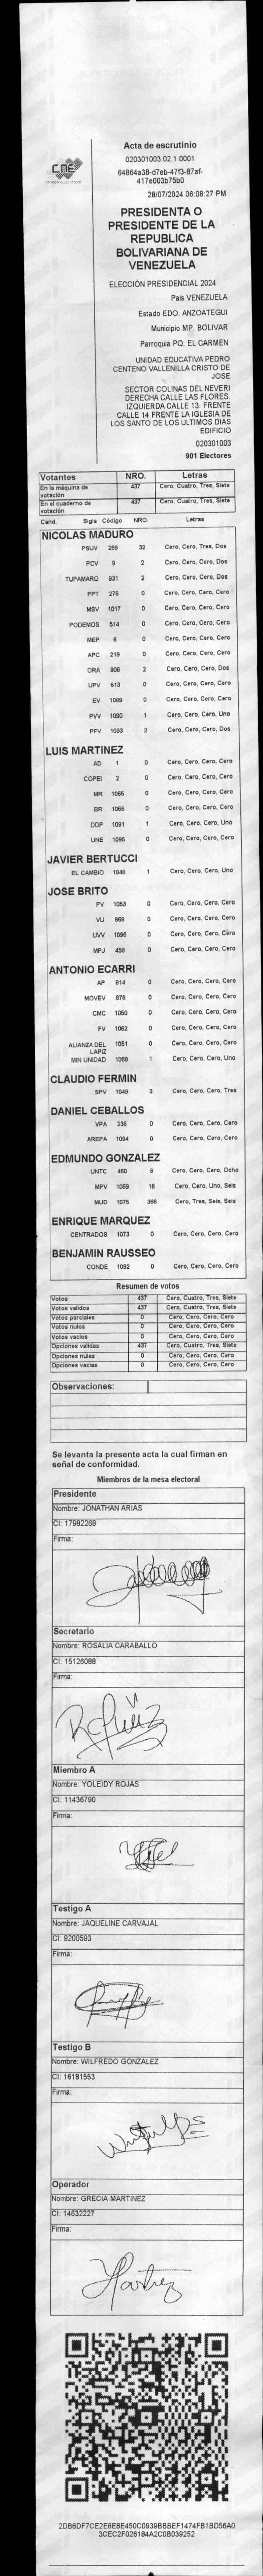 CNE
Acta de escrutinio
020301003.02.1.0001
64864a38-d7eb-47f3-87af-
417e003b75b0
28/07/2024 06:08:27 PM
PRESIDENTA O
PRESIDENTE DE LA
REPUBLICA
BOLIVARIANA DE
VENEZUELA
ELECCIÓN PRESIDENCIAL 2024
País VENEZUELA
Estado EDO. ANZOATEGUI
Municipio MP. BOLIVAR
Parroquia PQ. EL CARMEN
UNIDAD EDUCATIVA PEDRO
CENTENO VALLENILLA CRISTO DE
JOSE
SECTOR COLINAS DEL NEVERI
DERECHA CALLE LAS FLORES.
IZQUIERDA CALLE 13. FRENTE
CALLE 14 FRENTE LA IGLESIA DE
LOS SANTO DE LOS ULTIMOS DIAS
EDIFICIO
020301003
901 Electores
Votantes NRO. Letras
En la máquina de votación 437 Cero, Cuatro, Tres, Siete
En el cuaderno de votación 437 Cero, Cuatro, Tres, Siete
Cand. Sigla Código NRO. Letras
NICOLAS MADURO
PSUV 269 32 Cero, Cero, Tres, Dos
PCV 9 2 Cero, Cero, Cero, Dos
TUPAMARO 931 2 Cero, Cero, Cero, Dos
PPT 276 0 Cero, Cero, Cero, Cero
MSV 1017 0 Cero, Cero, Cero, Cero
PODEMOS 514 0 Cero, Cero, Cero, Cero
MEP 6 0 Cero, Cero, Cero, Cero
APC 219 0 Cero, Cero, Cero, Cero
ORA 906 2 Cero, Cero, Cero, Dos
UPV 613 0 Cero, Cero, Cero, Cero
EV 1089 0 Cero, Cero, Cero, Cero
PVV 1090 1 Cero, Cero, Cero, Uno
PFV 1093 2 Cero, Cero, Cero, Dos
LUIS MARTINEZ
AD 1 0 Cero, Cero, Cero, Cero
COPEI 2 0 Cero, Cero, Cero, Cero
MR 1065 0 Cero, Cero, Cero, Cero
BR 1066 0 Cero, Cero, Cero, Cero
DDP 1091 1 Cero, Cero, Cero, Uno
UNE 1095 0 Cero, Cero, Cero, Cero
JAVIER BERTUCCI
EL CAMBIO 1048 1 Cero, Cero, Cero, Uno
JOSE BRITO
PV 1053 0 Cero, Cero, Cero, Cero
VU 868 0 Cero, Cero, Cero, Cero
UVV 1096 0 Cero, Cero, Cero, Cero
MPJ 458 0 Cero, Cero, Cero, Cero
ANTONIO ECARRI
AP 814 0 Cero, Cero, Cero, Cero
MOVEV 878 0 Cero, Cero, Cero, Cero
CMC 1050 0 Cero, Cero, Cero, Cero
FV 1062 0 Cero, Cero, Cero, Cero
ALIANZA DEL LAPIZ 1051 0 Cero, Cero, Cero, Cero
MIN UNIDAD 1068 1 Cero, Cero, Cero, Uno
CLAUDIO FERMIN
SPV 1049 3 Cero, Cero, Cero, Tres
DANIEL CEBALLOS
VPA 236 0 Cero, Cero, Cero, Cero
AREPA 1094 0 Cero, Cero, Cero, Cero
EDMUNDO GONZALEZ
UNTC 460 8 Cero, Cero, Cero, Ocho
MPV 1069 16 Cero, Cero, Uno, Seis
MUD 1075 366 Cero, Tres, Seis, Seis
ENRIQUE MARQUEZ
CENTRADOS 1073 0 Cero, Cero, Cero, Cero
BENJAMIN RAUSSEO
CONDE 1092 0 Cero, Cero, Cero, Cero
Resumen de votos
Votos 437 Cero, Cuatro, Tres, Siete
Votos validos 437 Cero, Cuatro, Tres, Siete
Votos parciales 0 Cero, Cero, Cero, Cero
Votos nulos 0 Cero, Cero, Cero, Cero
Votos vacios 0 Cero, Cero, Cero, Cero
Opciones validas 437 Cero, Cuatro, Tres, Siete
Opciones nulas 0 Cero, Cero, Cero, Cero
Opciones vacias 0 Cero, Cero, Cero, Cero
Observaciones:
Se levanta la presente acta la cual firman en
señal de conformidad.
Miembros de la mesa electoral
Presidente
Nombre: JONATHAN ARIAS
CI: 17982268
Firma:
Secretario
Nombre: ROSALIA CARABALLO
CI: 15126088
Firma:
Miembro A
Nombre: YOLEIDY ROJAS
CI: 11436790
Firma:
Testigo A
Nombre: JAQUELINE CARVAJAL
CI: 8200593
Firma:
Testigo B
Nombre: WILFREDO GONZALEZ
CI: 16181553
Firma:
Operador
Nombre: GRECIA MARTINEZ
CI: 14632227
Firma:
2DB6DF7CE2E6E8E450C0939BBBEF1474FB1BD56A0
3CEC2F026184A2C0B039252